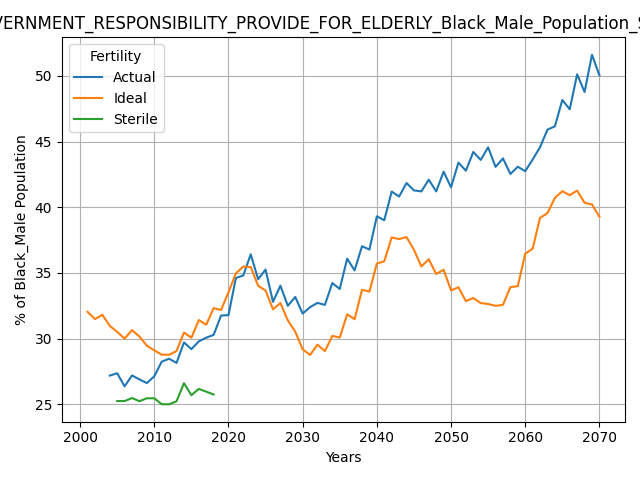 VERNMENT_RESPONSIBILITY_PROVIDE_FOR_ELDERLY_Black_Male_Population_
Fertility
Actual
Ideal
Sterile
% of Black_Male Population
50
45
40
35
30
25
2000 2010 2020 2030 2040 2050 2060 2070
Years